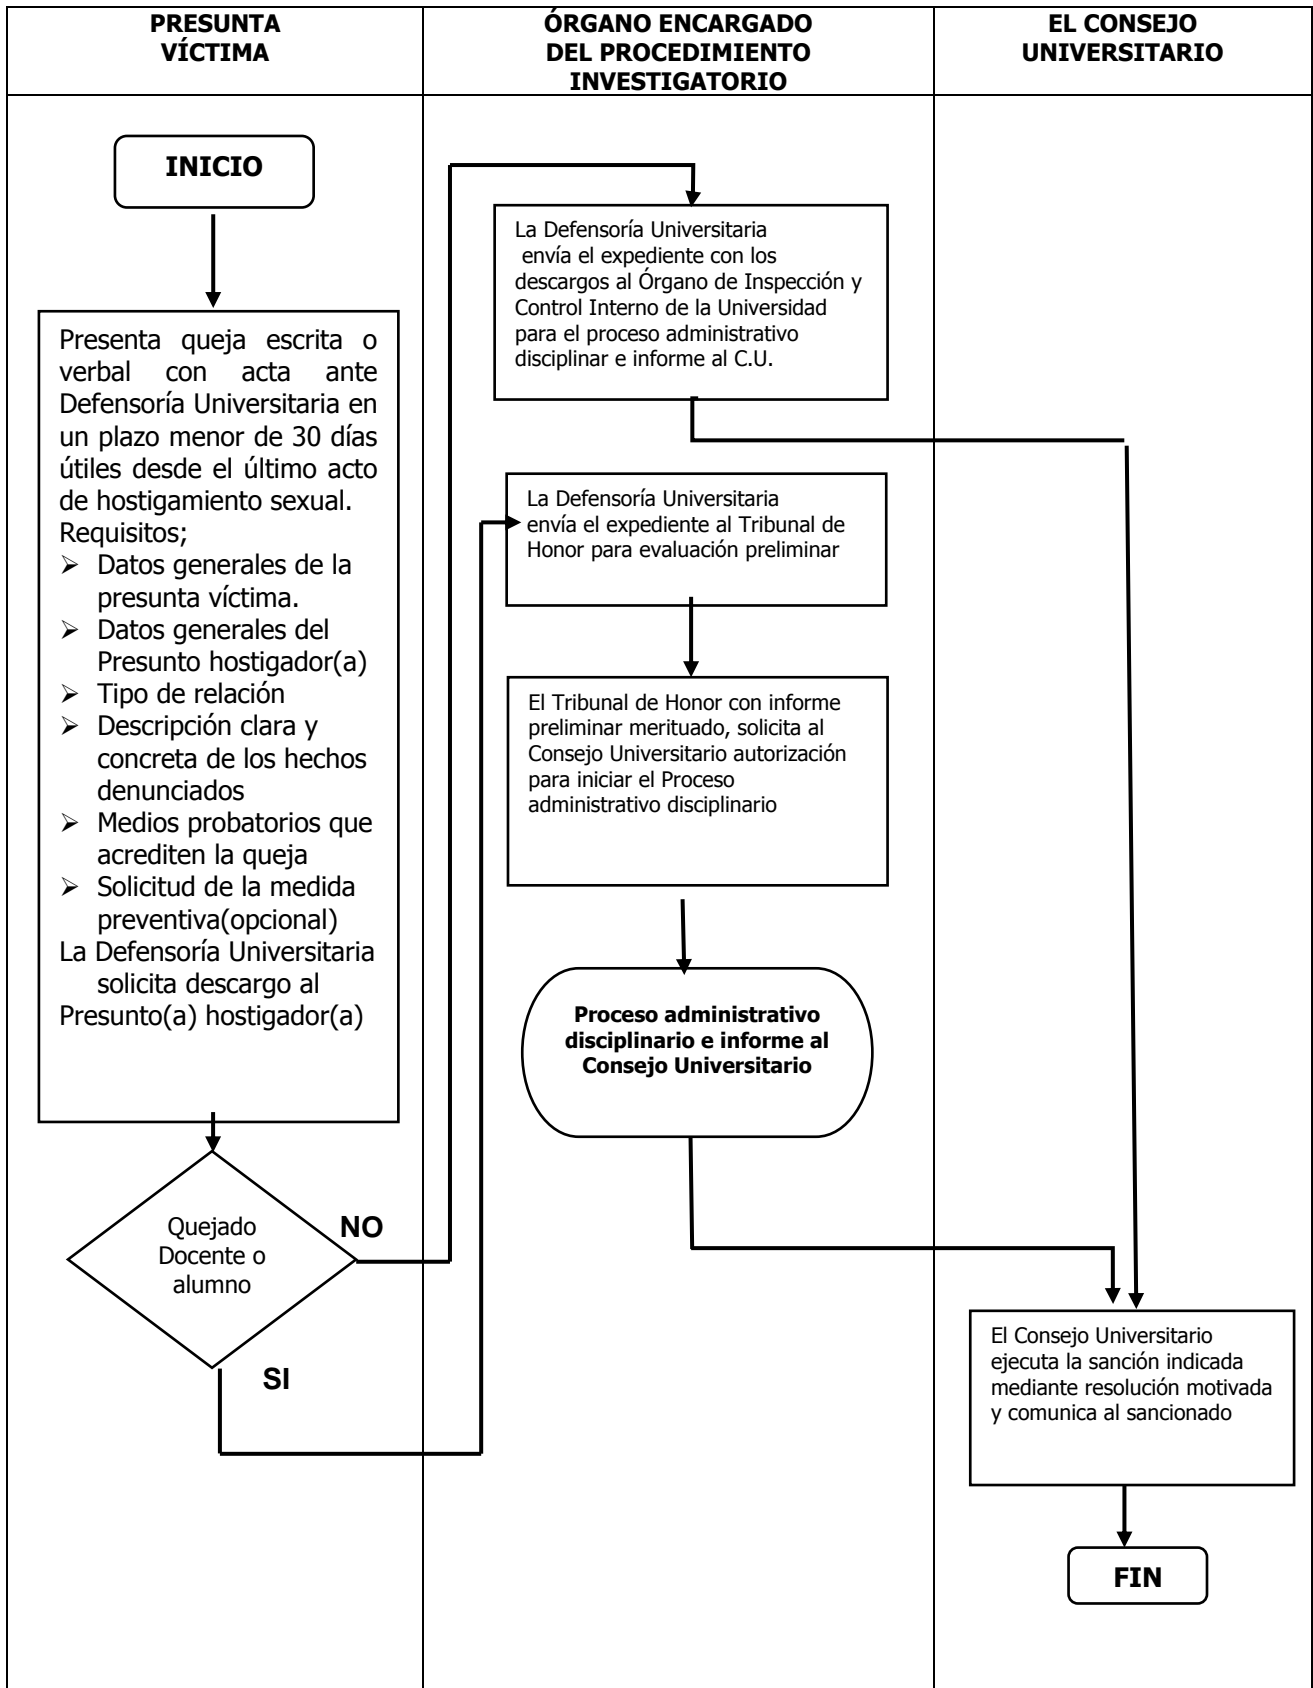 PRESUNTA
VÍCTIMA
ÓRGANO ENCARGADO
DEL PROCEDIMIENTO
INVESTIGATORIO
EL CONSEJO
UNIVERSITARIO
INICIO
Presenta queja escrita o
verbal con acta ante
Defensoría Universitaria en
un plazo menor de 30 días
útiles desde el último acto
de hostigamiento sexual.
Requisitos;
➢ Datos generales de la
presunta víctima.
➢ Datos generales del
Presunto hostigador(a)
➢ Tipo de relación
➢ Descripción clara y
concreta de los hechos
denunciados
➢ Medios probatorios que
acrediten la queja
➢ Solicitud de la medida
preventiva(opcional)
La Defensoría Universitaria
solicita descargo al
Presunto(a) hostigador(a)
Quejado
Docente o
alumno
NO
SI
La Defensoría Universitaria
envía el expediente con los
descargos al Órgano de Inspección y
Control Interno de la Universidad
para el proceso administrativo
disciplinar e informe al C.U.
La Defensoría Universitaria
envía el expediente al Tribunal de
Honor para evaluación preliminar
El Tribunal de Honor con informe
preliminar merituado, solicita al
Consejo Universitario autorización
para iniciar el Proceso
administrativo disciplinario
Proceso administrativo
disciplinario e informe al
Consejo Universitario
El Consejo Universitario
ejecuta la sanción indicada
mediante resolución motivada
y comunica al sancionado
FIN